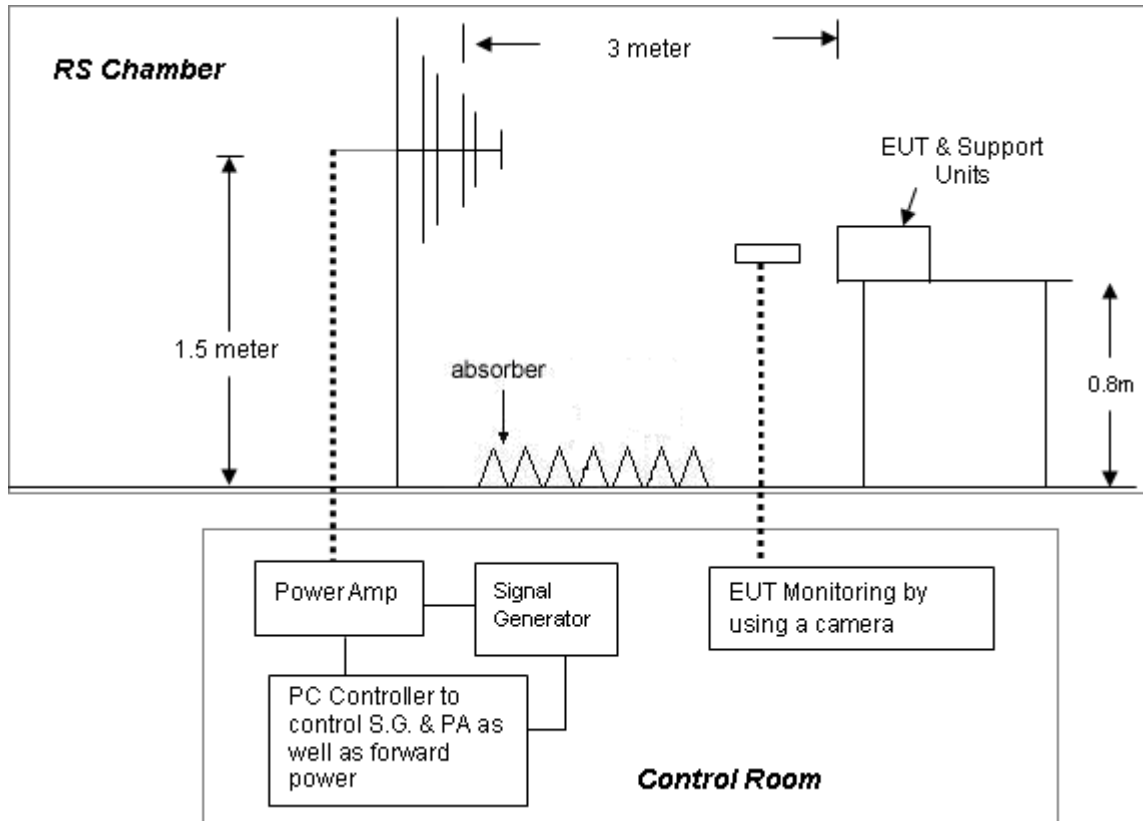 3 meter
RS Chamber
EUT & Support
Units
1.5 meter
absorber
0.8m
Power Amp
Signal
Generator
EUT Monitoring by
using a camera
PC Controller to
control S.G. & PA as
well as forward
power
Control Room